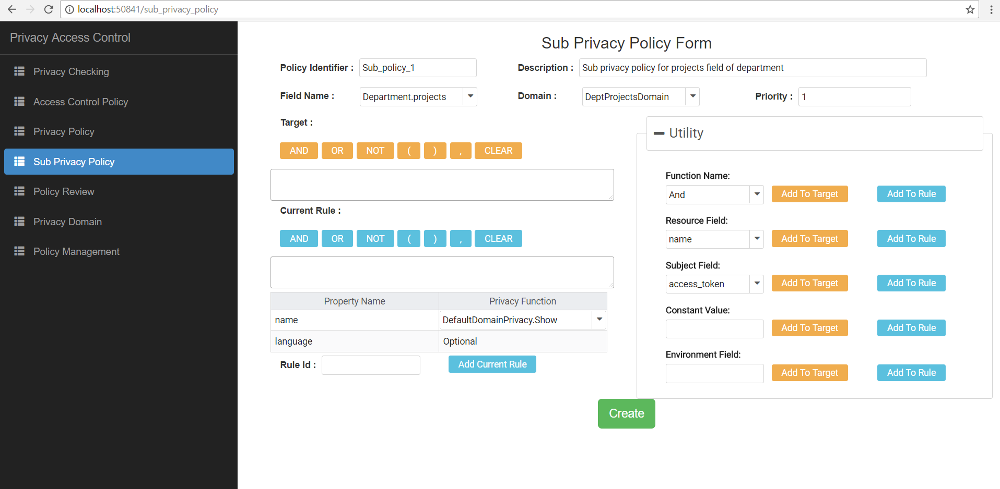 localhost:50841/sub_privacy_policy
Privacy Access Control
Privacy Checking
Access Control Policy
Privacy Policy
Sub Privacy Policy
Policy Review
Privacy Domain
Policy Management
Sub Privacy Policy Form
Policy Identifier : Sub_policy_1 Description : Sub privacy policy for projects field of department
Field Name : Department.projects Domain : DeptProjectsDomain Priority : 1
Target :
AND OR NOT ( ) , CLEAR
Current Rule :
AND OR NOT ( ) , CLEAR
Property Name Privacy Function
name DefaultDomainPrivacy.Show
language Optional
Rule Id : Add Current Rule
Utility
Function Name:
And Add To Target Add To Rule
Resource Field:
name Add To Target Add To Rule
Subject Field:
access_token Add To Target Add To Rule
Constant Value:
Add To Target Add To Rule
Environment Field:
Add To Target Add To Rule
Create